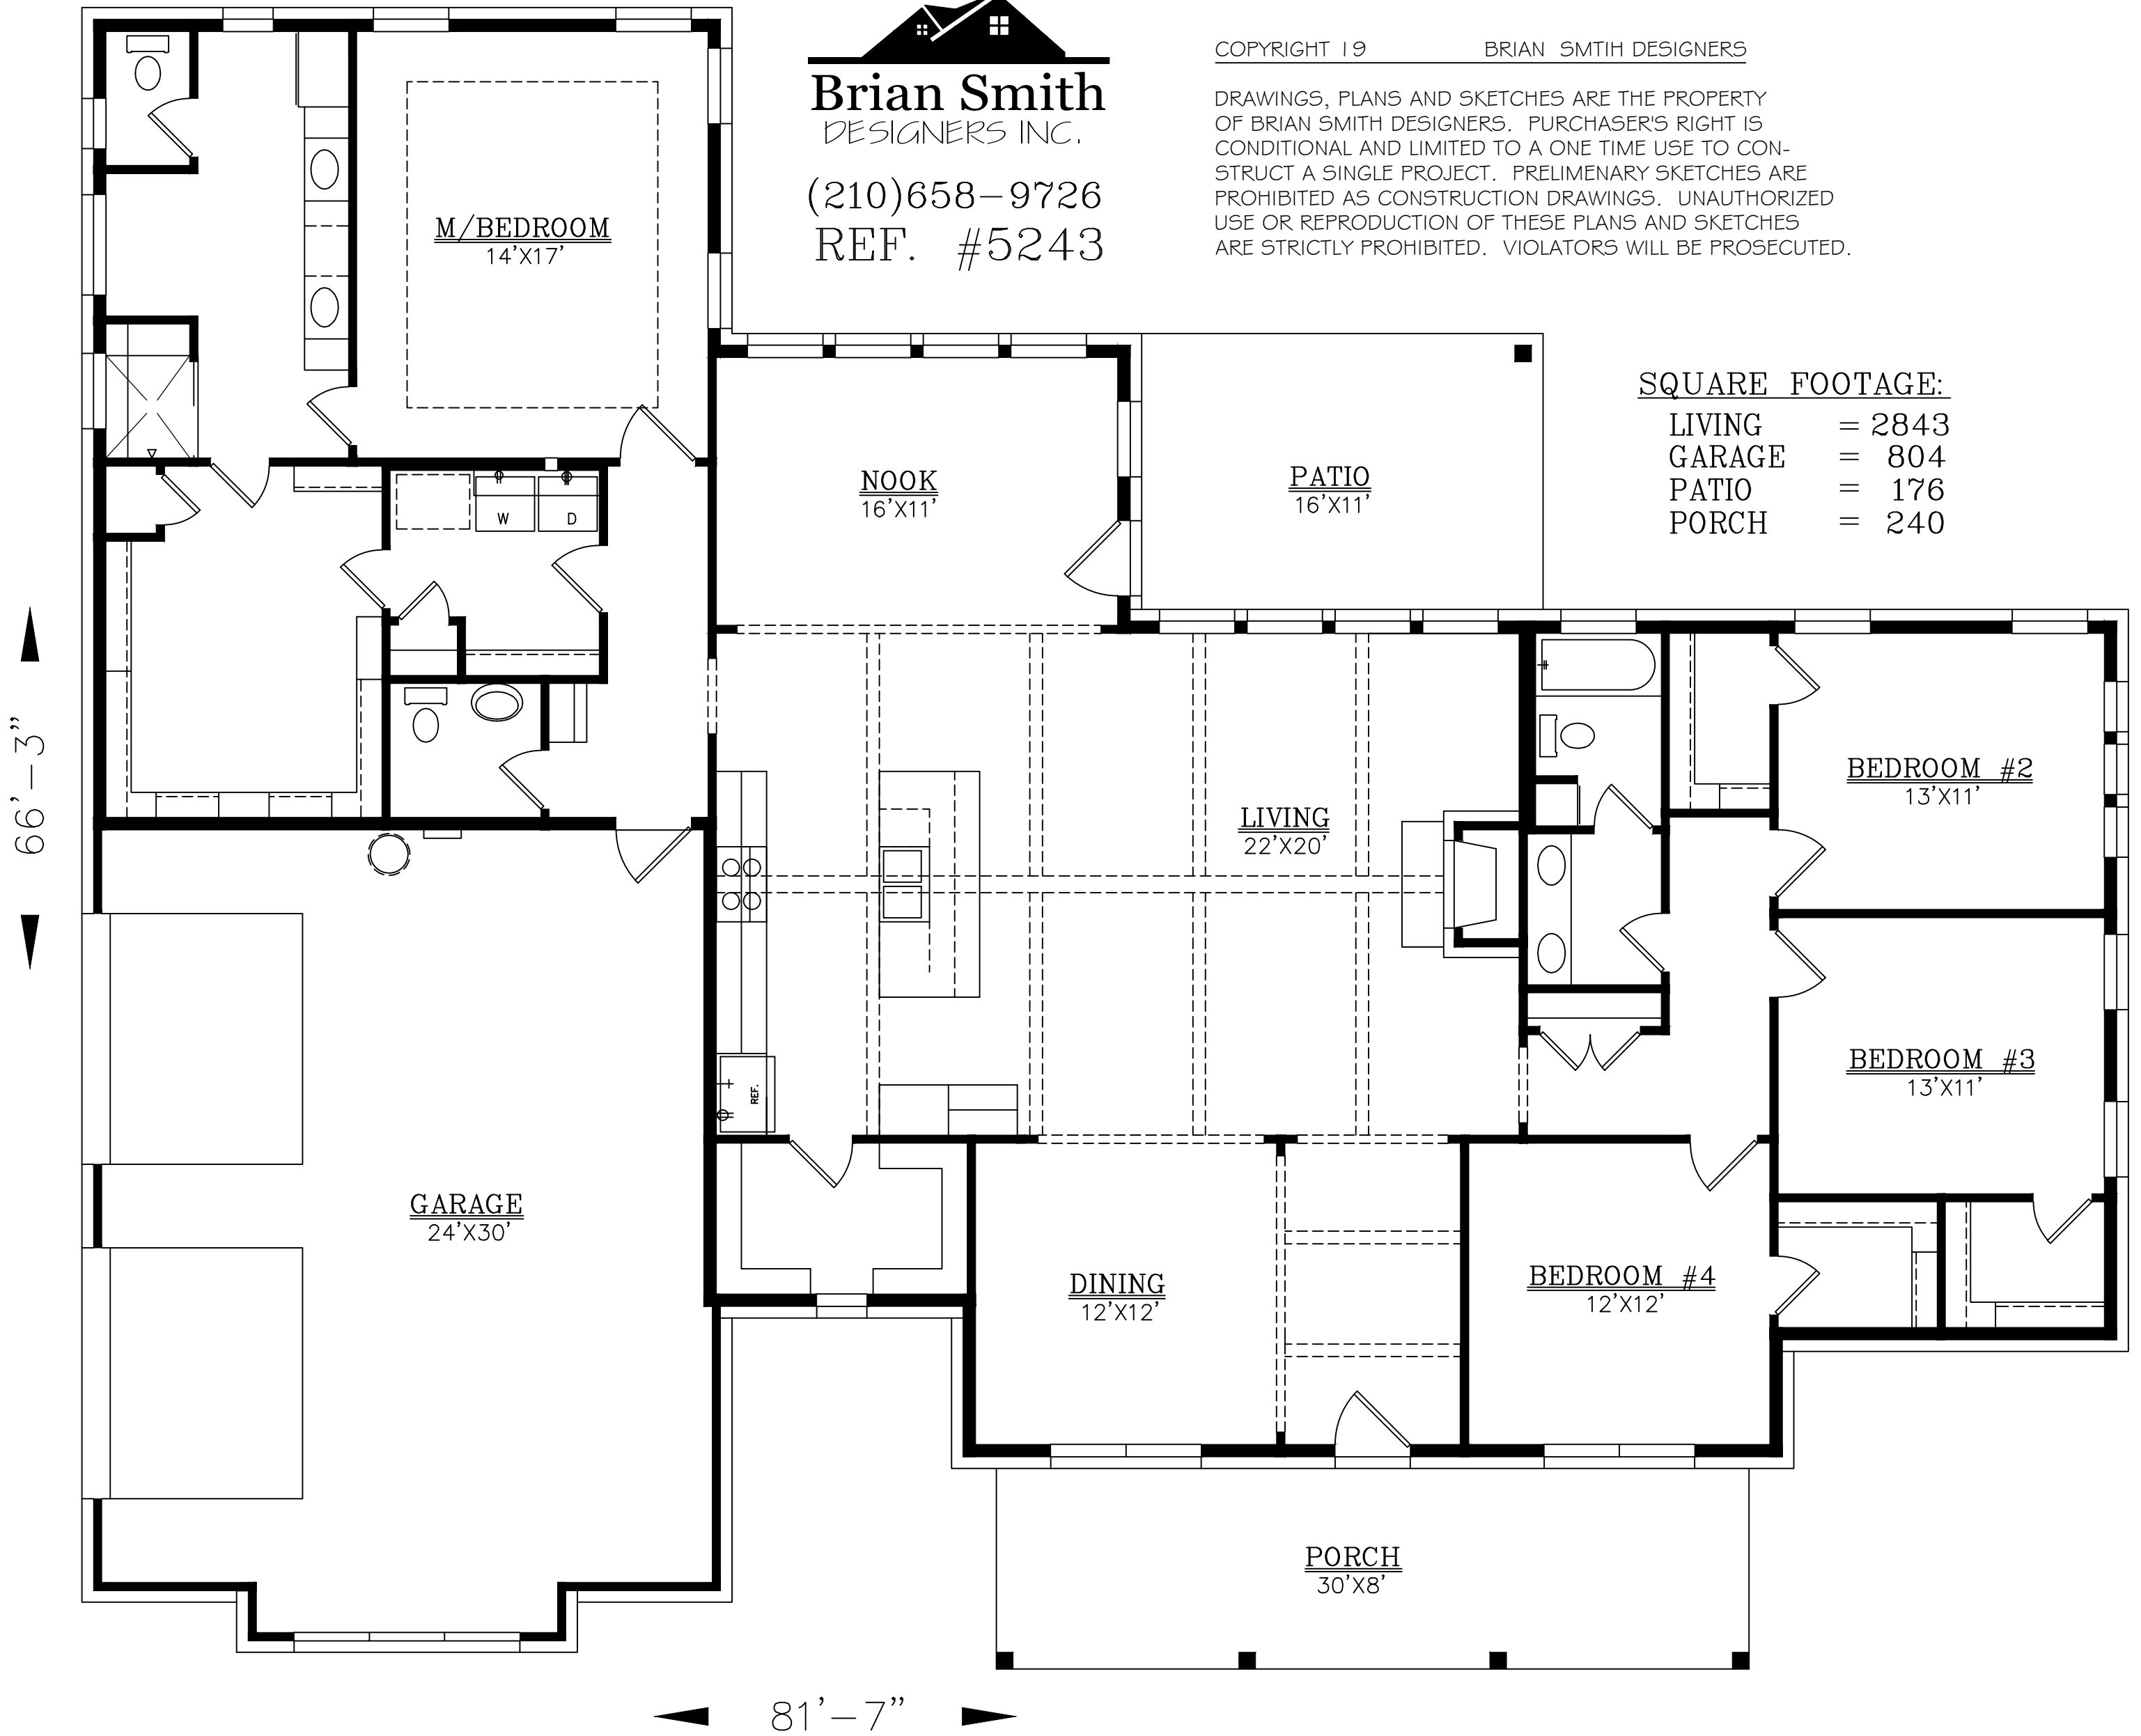 Brian Smith
DESIGNERS INC.
(210)658-9726
REF. #5243
COPYRIGHT 19 BRIAN SMTIH DESIGNERS
DRAWINGS, PLANS AND SKETCHES ARE THE PROPERTY
OF BRIAN SMITH DESIGNERS. PURCHASER'S RIGHT IS
CONDITIONAL AND LIMITED TO A ONE TIME USE TO CON-
STRUCT A SINGLE PROJECT. PRELIMENARY SKETCHES ARE
PROHIBITED AS CONSTRUCTION DRAWINGS. UNAUTHORIZED
USE OR REPRODUCTION OF THESE PLANS AND SKETCHES
ARE STRICTLY PROHIBITED. VIOLATORS WILL BE PROSECUTED.
M/BEDROOM
14'X17'
SQUARE FOOTAGE:
LIVING = 2843
GARAGE = 804
PATIO = 176
PORCH = 240
NOOK
16'X11'
PATIO
16'X11'
W
D
66'-3"
BEDROOM #2
13'X11'
LIVING
22'X20'
BEDROOM #3
13'X11'
REF.
GARAGE
24'X30'
DINING
12'X12'
BEDROOM #4
12'X12'
PORCH
30'X8'
81'-7"